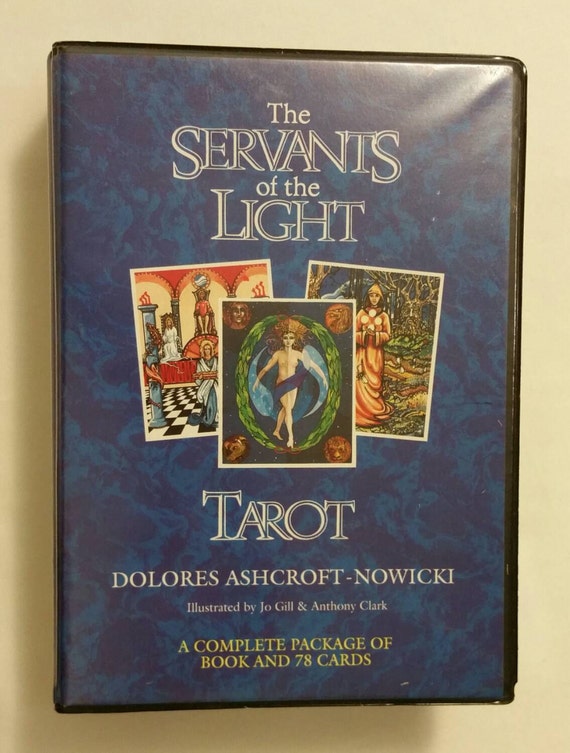 The
SERVANTS
of the
LIGHT
TAROT
DOLORES ASHCROFT-NOWICKI
Illustrated by Jo Gill & Anthony Clark
A COMPLETE PACKAGE OF
BOOK AND 78 CARDS